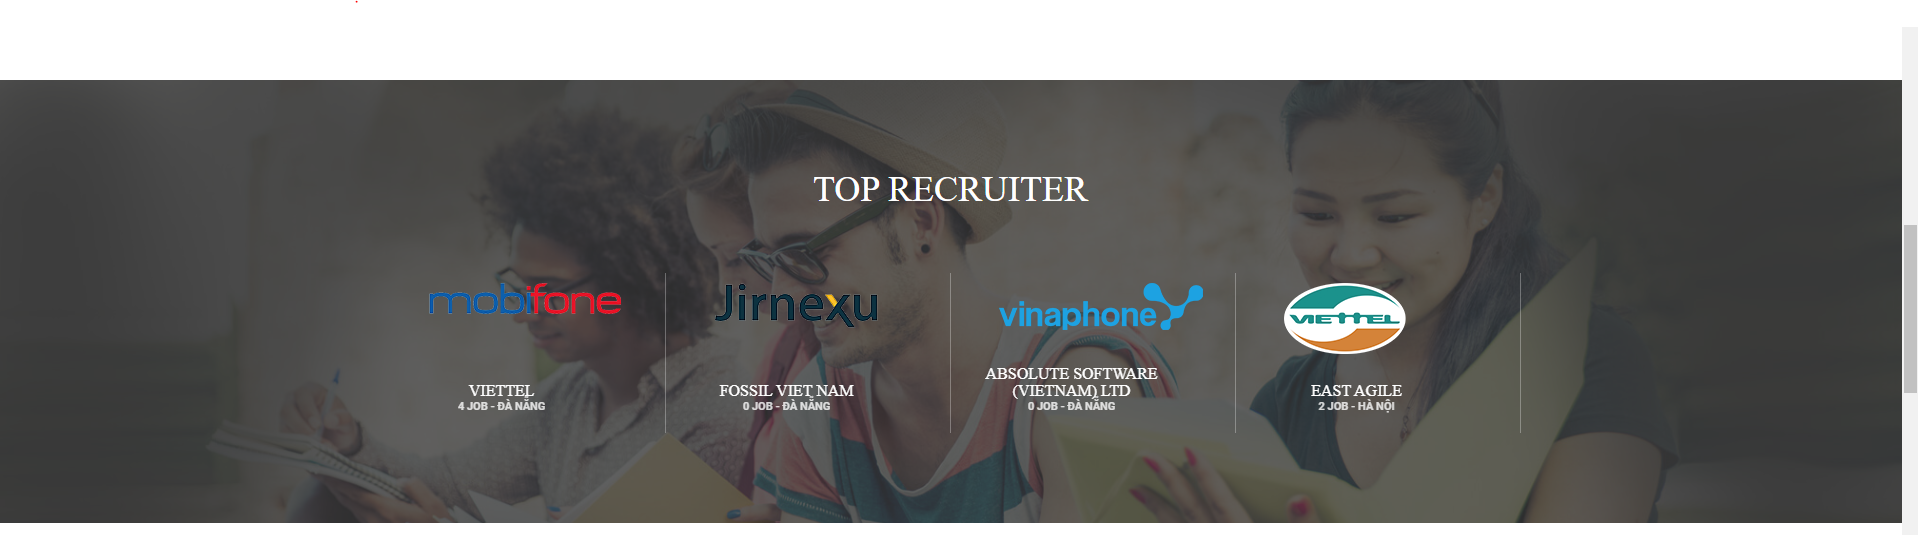 TOP RECRUITER
mobifone
Jirnexu
vinaphone
VIETTEL
VIETTEL
4 JOB - ĐÀ NẴNG
FOSSIL VIET NAM
0 JOB - ĐÀ NẴNG
ABSOLUTE SOFTWARE
(VIETNAM) LTD
0 JOB - ĐÀ NẴNG
EAST AGILE
2 JOB - HÀ NỘI